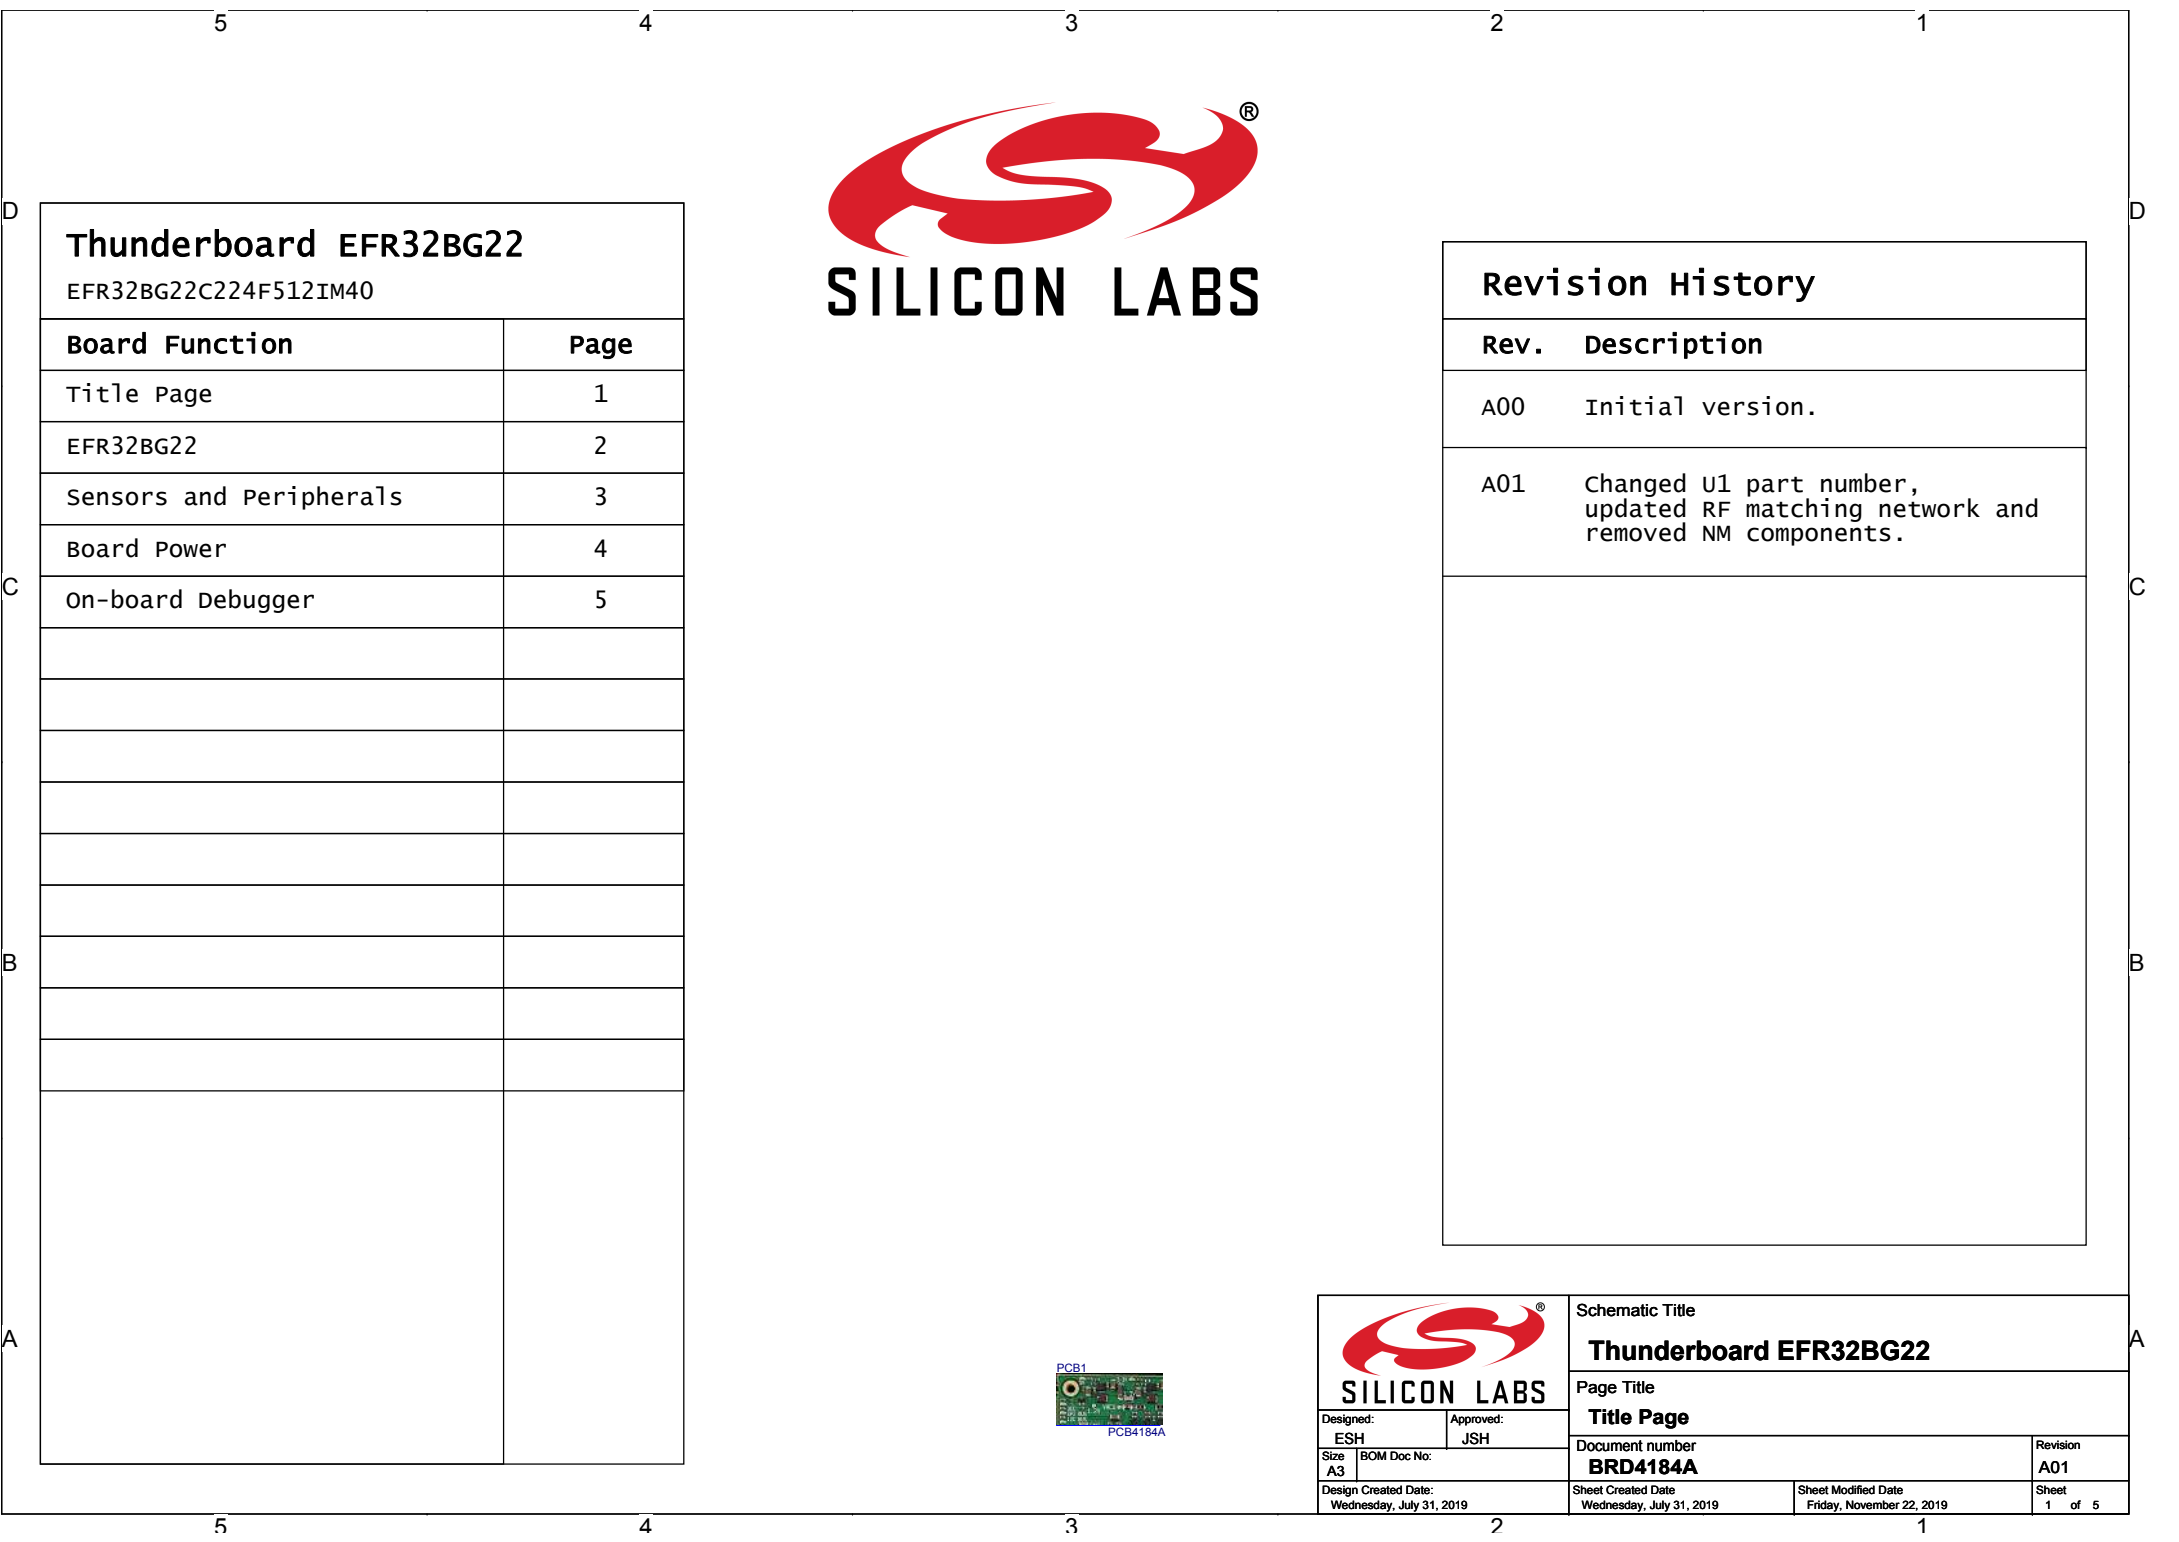 5 4 3 2 1
®
SILICON LABS
D D
Thunderboard EFR32BG22
EFR32BG22C224F512IM40
Board Function Page
Title Page 1
EFR32BG22 2
Sensors and Peripherals 3
Board Power 4
On-board Debugger 5
Revision History
Rev. Description
A00 Initial version.
A01 Changed U1 part number,
updated RF matching network and
removed NM components.
C C
B B
A A
PCB1
PCB4184A
®
SILICON LABS
Schematic Title
Thunderboard EFR32BG22
Page Title
Title Page
Designed: Approved:
ESH JSH
Size BOM Doc No:
A3
Document number Revision
BRD4184A A01
Design Created Date: Sheet Created Date Sheet Modified Date Sheet
Wednesday, July 31, 2019 Wednesday, July 31, 2019 Friday, November 22, 2019 1 of 5
5 4 3 2 1